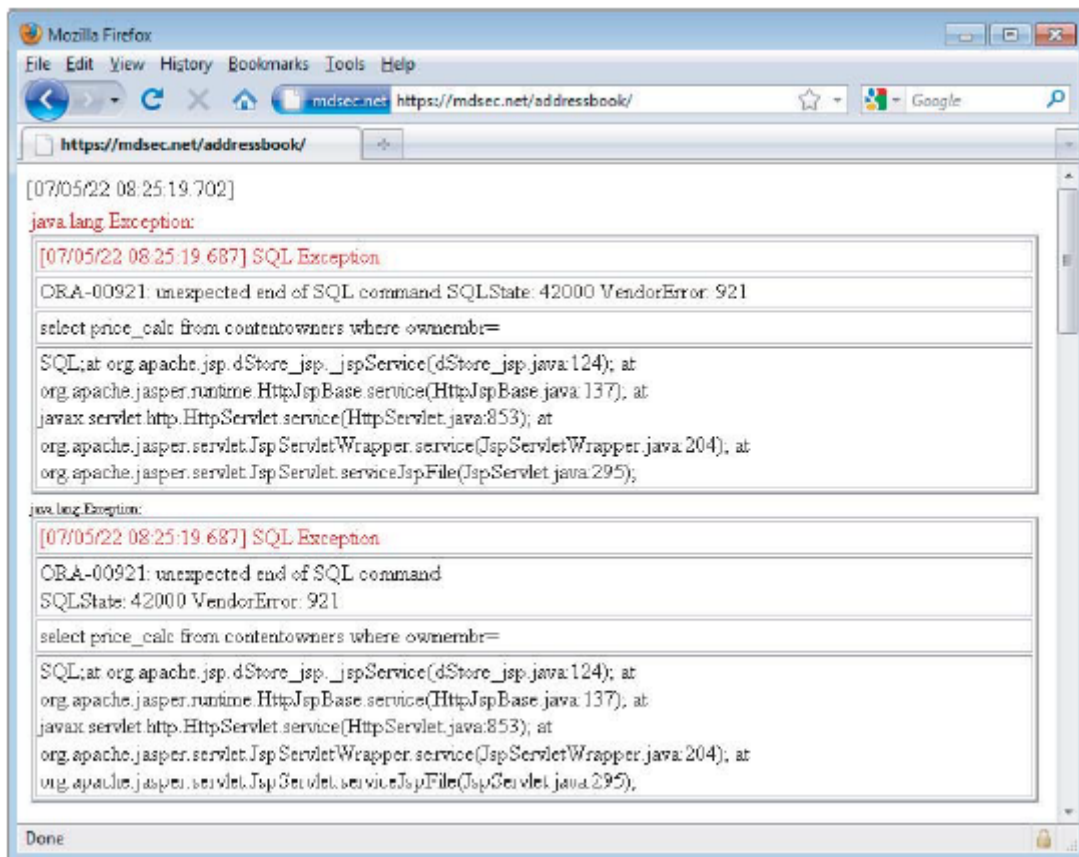 Mozilla Firefox
File Edit View History Bookmarks Tools Help
mdsec.net https://mdsec.net/addressbook/
Google
https://mdsec.net/addressbook/
[07/05/22 08:25:19.702]
java.lang.Exception:
[07/05/22 08:25:19.687] SQL Exception
ORA-00921: unexpected end of SQL command SQLState: 42000 VendorError: 921
select price_calc from contentowners where ownernbr=
SQL;at org.apache.jsp.dStore_jsp._jspService(dStore_jsp.java:124); at
org.apache.jasper.runtime.HttpJspBase.service(HttpJspBase.java:137); at
javax.servlet.http.HttpServlet.service(HttpServlet.java:853); at
org.apache.jasper.servlet.JspServletWrapper.service(JspServletWrapper.java:204); at
org.apache.jasper.servlet.JspServlet.serviceJspFile(JspServlet.java:295);
java.lang.Exception:
[07/05/22 08:25:19.687] SQL Exception
ORA-00921: unexpected end of SQL command
SQLState: 42000 VendorError: 921
select price_calc from contentowners where ownernbr=
SQL;at org.apache.jsp.dStore_jsp._jspService(dStore_jsp.java:124); at
org.apache.jasper.runtime.HttpJspBase.service(HttpJspBase.java:137); at
javax.servlet.http.HttpServlet.service(HttpServlet.java:853); at
org.apache.jasper.servlet.JspServletWrapper.service(JspServletWrapper.java:204); at
org.apache.jasper.servlet.JspServlet.serviceJspFile(JspServlet.java:295);
Done